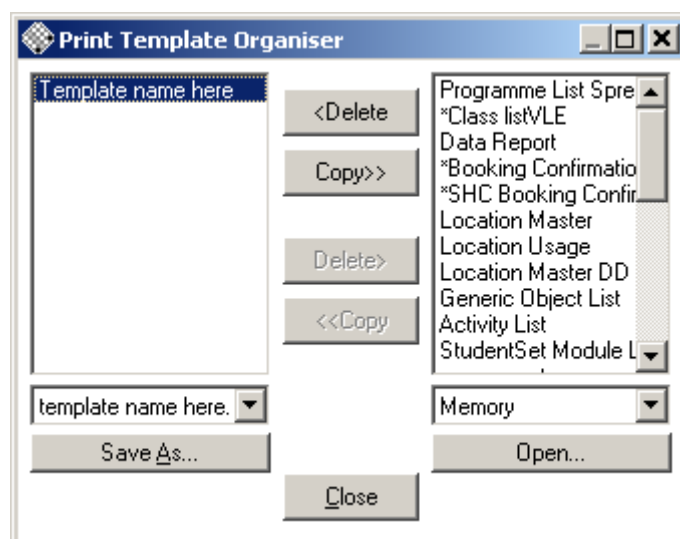 Print Template Organiser
Template name here
<Delete
Copy>>
Delete>
<<Copy
Programme List Spre
*Class listVLE
Data Report
*Booking Confirmatio
*SHC Booking Confir
Location Master
Location Usage
Location Master DD
Generic Object List
Activity List
StudentSet Module L
template name here.
Memory
Save As...
Open...
Close